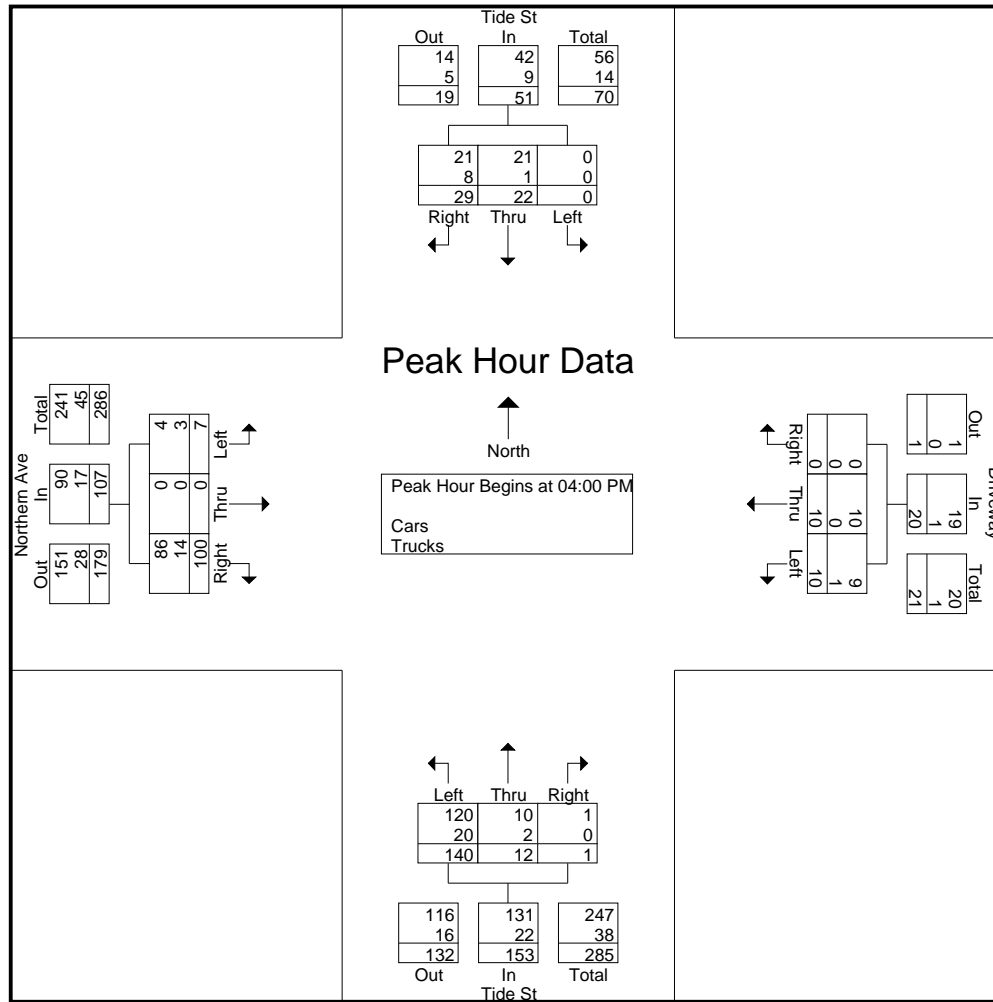 Tide St
Out In Total
14 42 56
5 9 14
19 51 70
21 21 0
8 1 0
29 22 0
Right Thru Left
Peak Hour Data
North
Peak Hour Begins at 04:00 PM
Cars
Trucks
Northern Ave
Out In Total
151 90 241
28 17 45
179 107 286
Right Thru Left
86 0 4
14 0 3
100 0 7
Driveway
Out In Total
1 19 20
0 1 1
1 20 21
Right Thru Left
0 10 9
0 0 1
0 10 10
Left Thru Right
120 10 1
20 2 0
140 12 1
116 131 247
16 22 38
132 153 285
Out In Total
Tide St